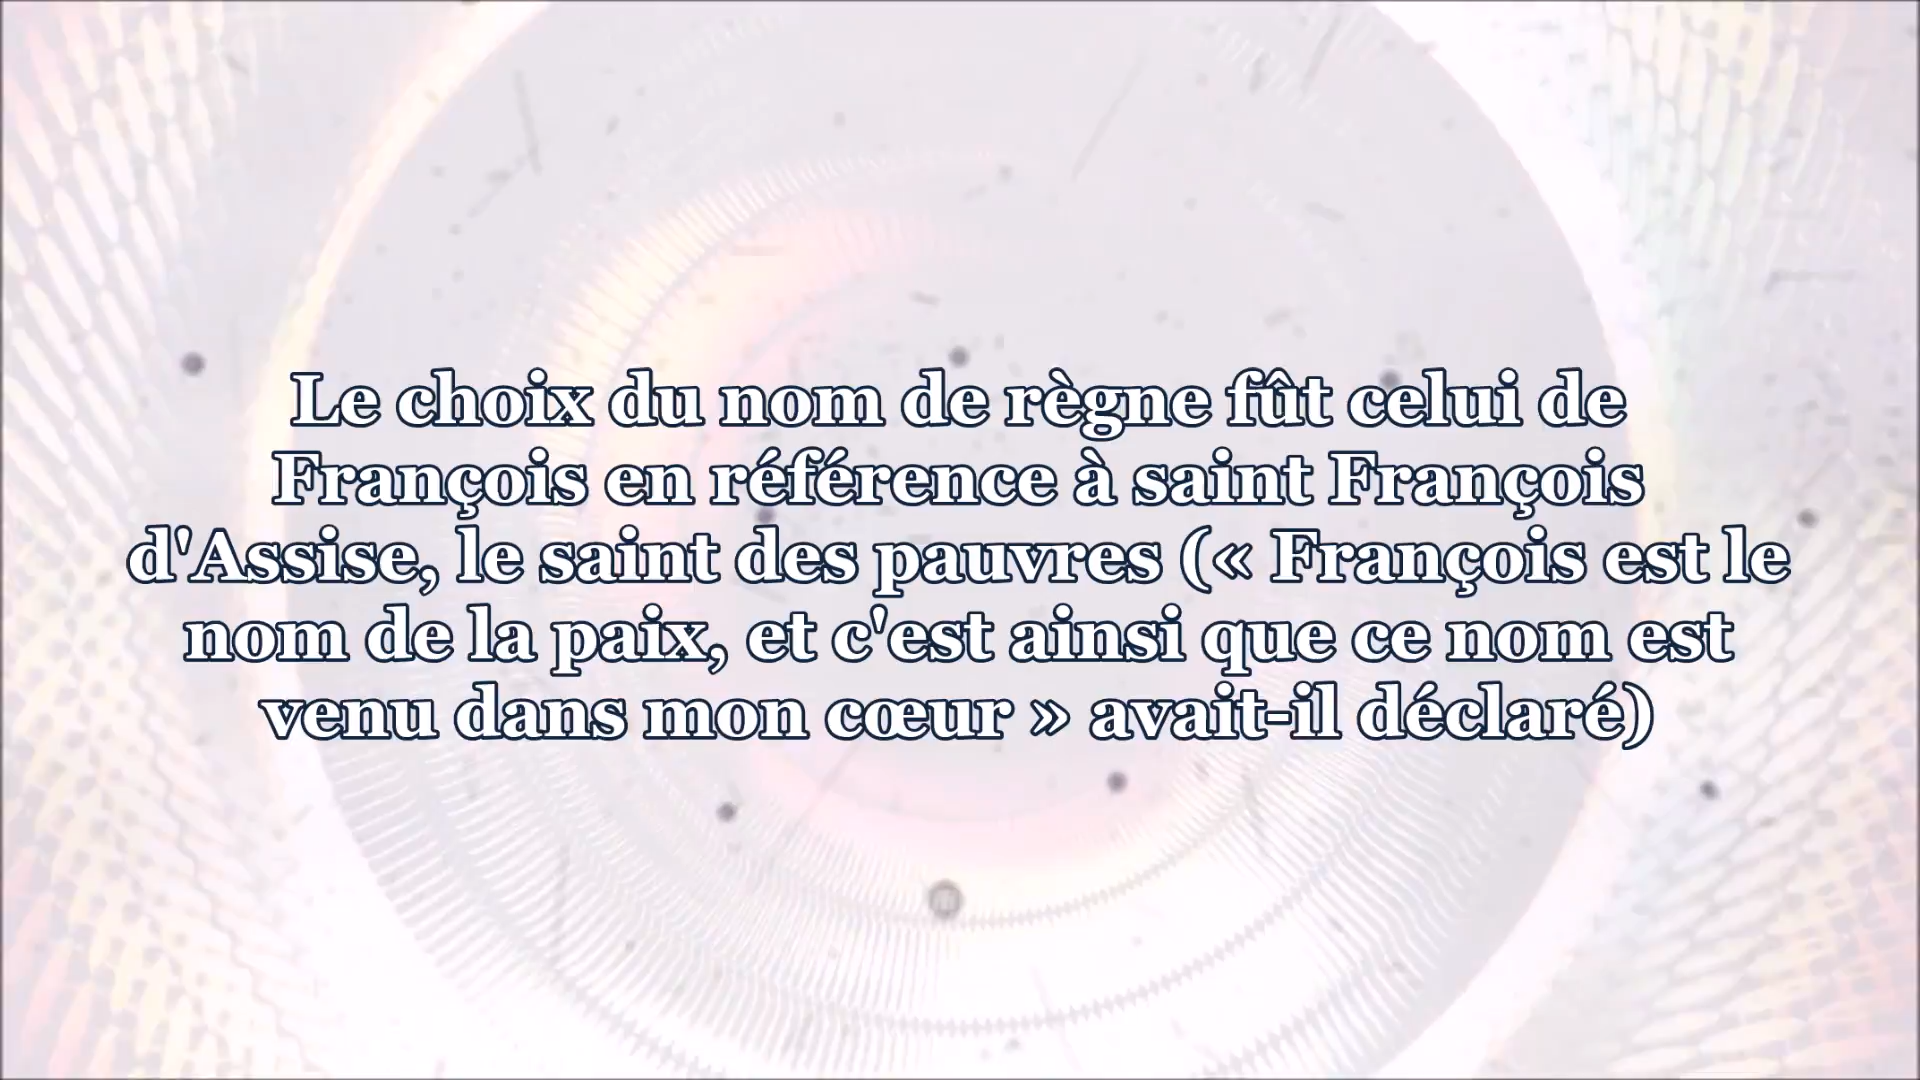 Le choix du nom de règne fût celui de
François en référence à saint François
d'Assise, le saint des pauvres (« François est le
nom de la paix, et c'est ainsi que ce nom est
venu dans mon cœur » avait-il déclaré)